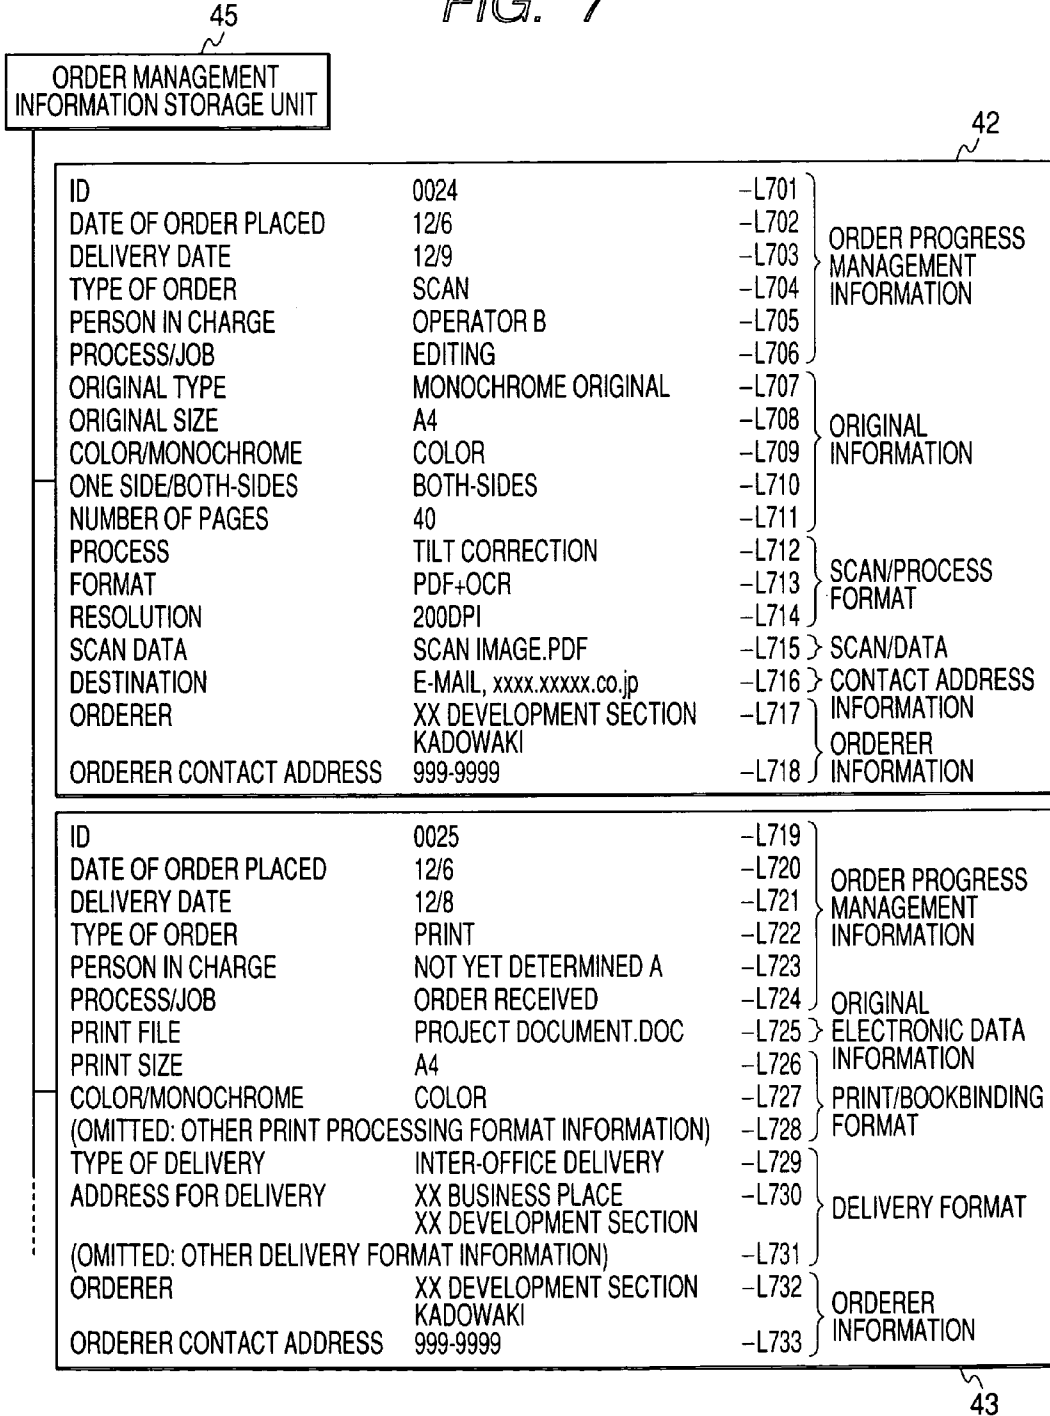 FIG. 7
45
ORDER MANAGEMENT
INFORMATION STORAGE UNIT
42
ID 0024 -L701
DATE OF ORDER PLACED 12/6 -L702
DELIVERY DATE 12/9 -L703
TYPE OF ORDER SCAN -L704
PERSON IN CHARGE OPERATOR B -L705
PROCESS/JOB EDITING -L706
ORDER PROGRESS
MANAGEMENT
INFORMATION
ORIGINAL TYPE MONOCHROME ORIGINAL -L707
ORIGINAL SIZE A4 -L708
COLOR/MONOCHROME COLOR -L709
ONE SIDE/BOTH-SIDES BOTH-SIDES -L710
NUMBER OF PAGES 40 -L711
ORIGINAL
INFORMATION
PROCESS TILT CORRECTION -L712
FORMAT PDF+OCR -L713
RESOLUTION 200DPI -L714
SCAN/PROCESS
FORMAT
SCAN DATA SCAN IMAGE.PDF -L715 SCAN/DATA
DESTINATION E-MAIL, xxxx.xxxxx.co.jp -L716 CONTACT ADDRESS
INFORMATION
ORDERER XX DEVELOPMENT SECTION -L717
KADOWAKI
ORDERER CONTACT ADDRESS 999-9999 -L718
ORDERER
INFORMATION
ID 0025 -L719
DATE OF ORDER PLACED 12/6 -L720
DELIVERY DATE 12/8 -L721
TYPE OF ORDER PRINT -L722
PERSON IN CHARGE NOT YET DETERMINED A -L723
PROCESS/JOB ORDER RECEIVED -L724
ORDER PROGRESS
MANAGEMENT
INFORMATION
PRINT FILE PROJECT DOCUMENT.DOC -L725
ORIGINAL
ELECTRONIC DATA
INFORMATION
PRINT SIZE A4 -L726
COLOR/MONOCHROME COLOR -L727
(OMITTED: OTHER PRINT PROCESSING FORMAT INFORMATION) -L728
PRINT/BOOKBINDING
FORMAT
TYPE OF DELIVERY INTER-OFFICE DELIVERY -L729
ADDRESS FOR DELIVERY XX BUSINESS PLACE -L730
XX DEVELOPMENT SECTION
(OMITTED: OTHER DELIVERY FORMAT INFORMATION) -L731
DELIVERY FORMAT
ORDERER XX DEVELOPMENT SECTION -L732
KADOWAKI
ORDERER CONTACT ADDRESS 999-9999 -L733
ORDERER
INFORMATION
43